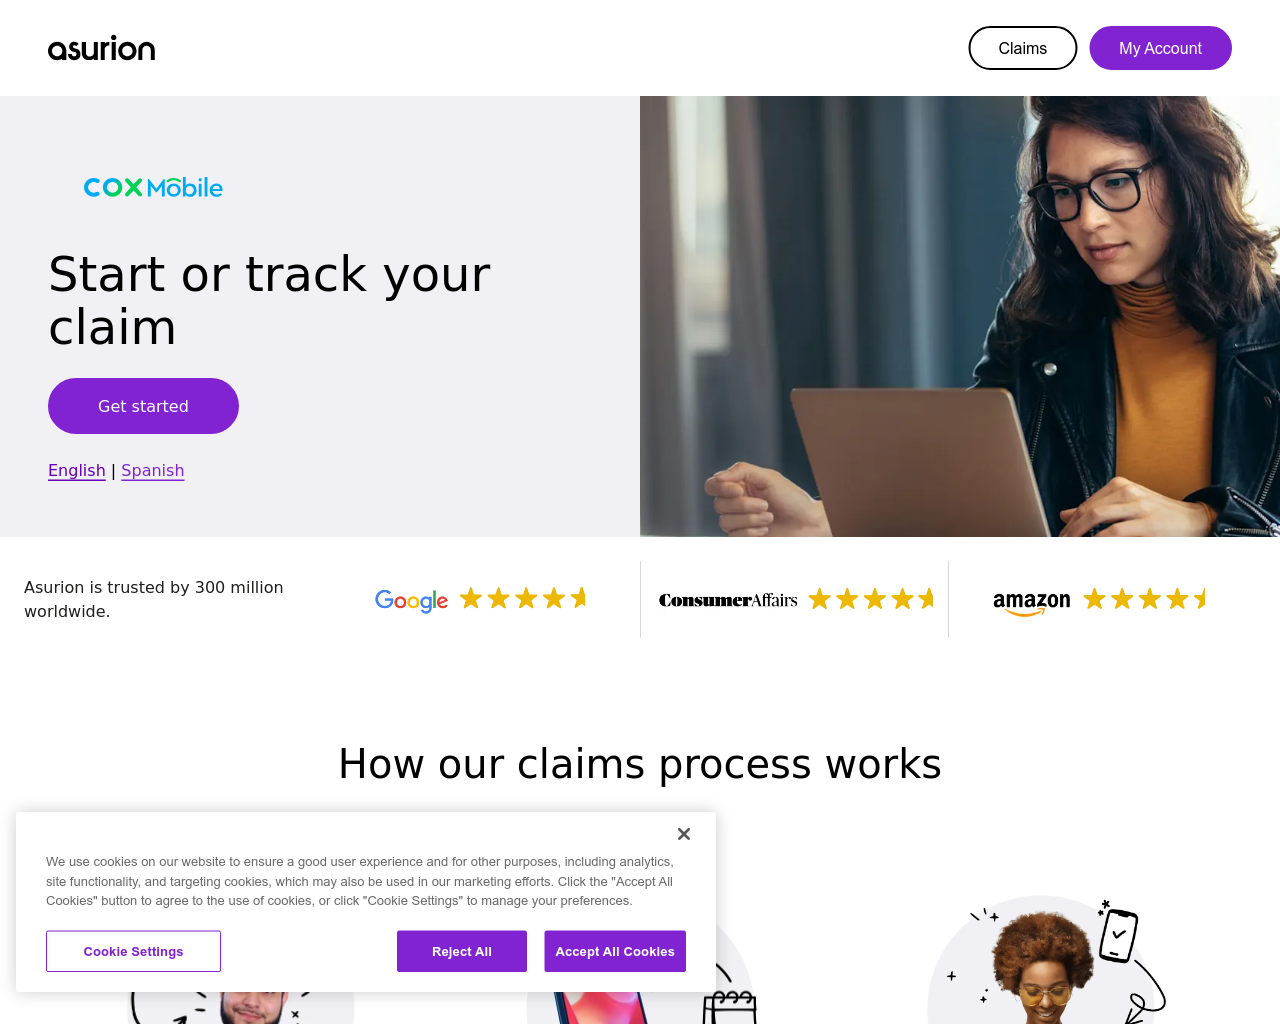 asurion
Claims
My Account
cox Mobile
Start or track your
claim
Get started
English | Spanish
Asurion is trusted by 300 million
worldwide.
Google
ConsumerAffairs
amazon
How our claims process works
We use cookies on our website to ensure a good user experience and for other purposes, including analytics,
site functionality, and targeting cookies, which may also be used in our marketing efforts. Click the "Accept All
Cookies" button to agree to the use of cookies, or click "Cookie Settings" to manage your preferences.
Cookie Settings
Reject All
Accept All Cookies